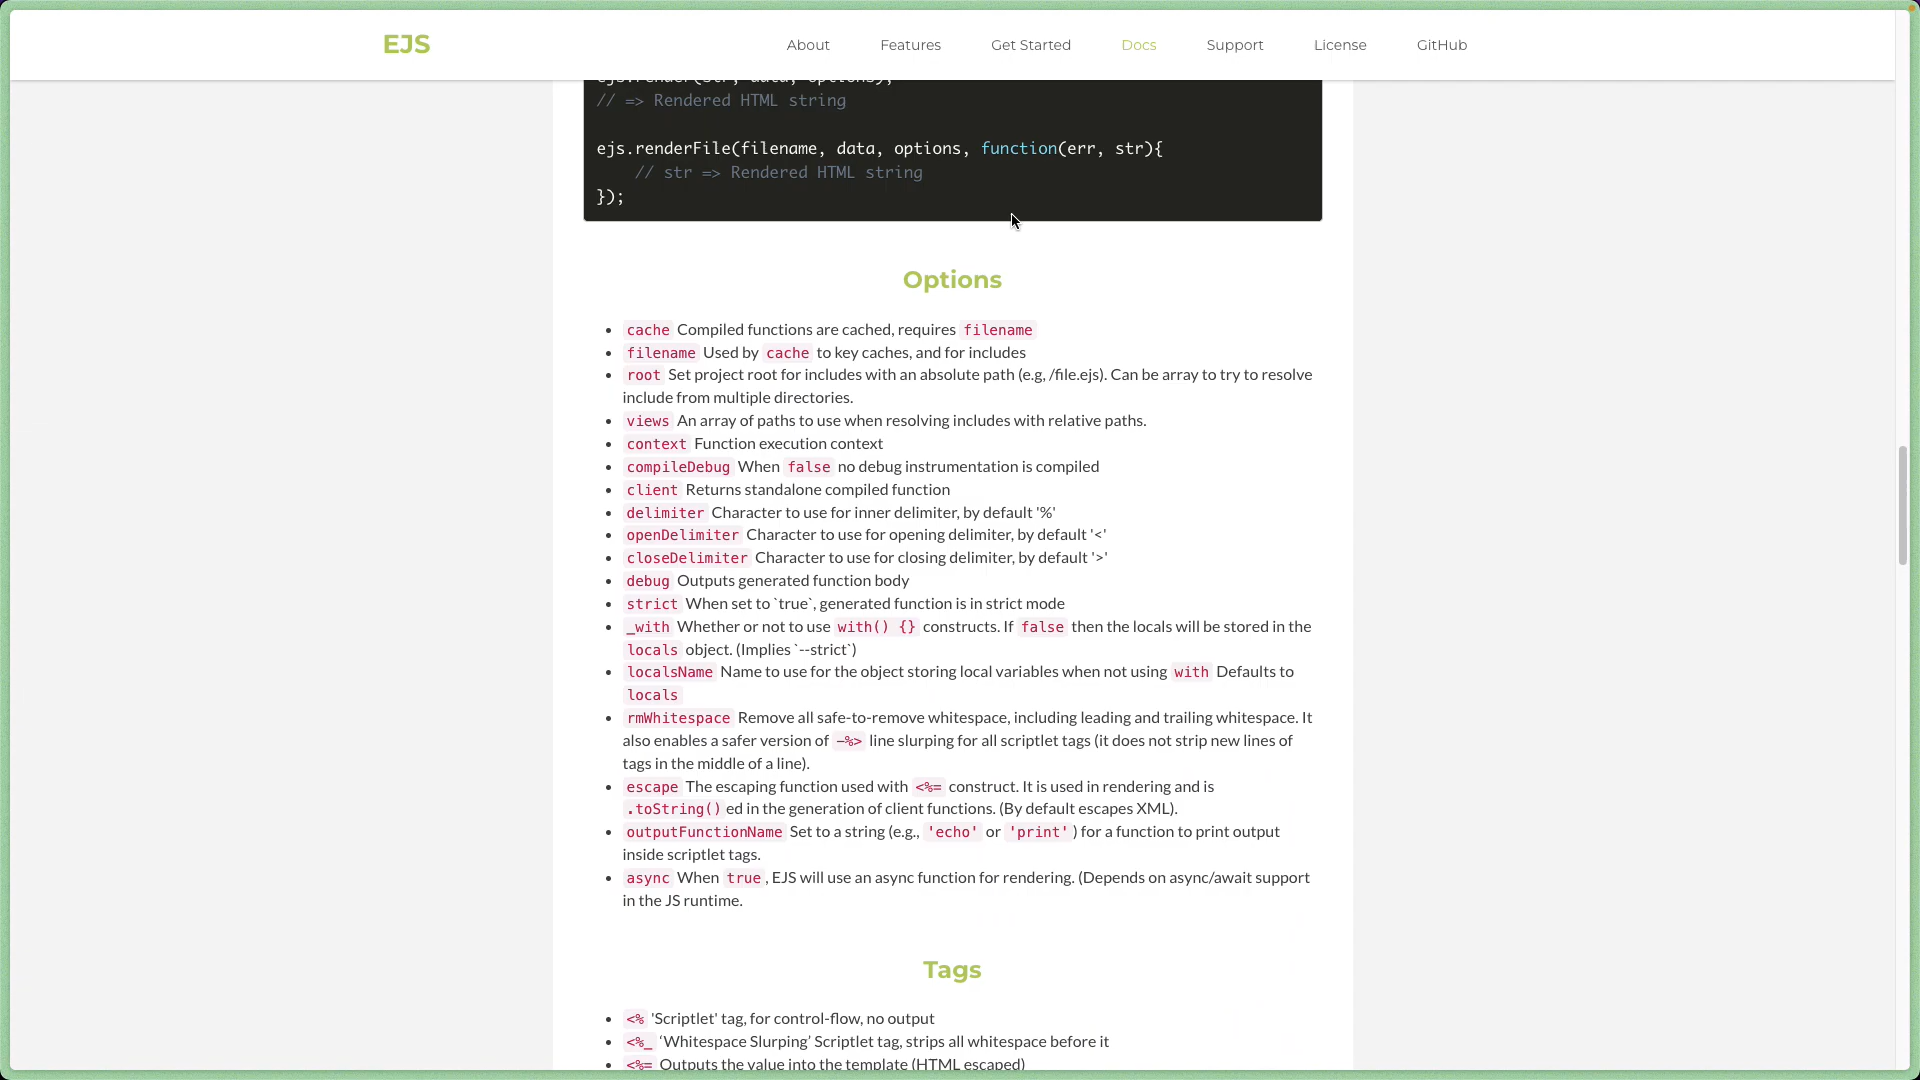 EJS
About
Features
Get Started
Docs
Support
License
GitHub
ejs.render(str, data, options);
// => Rendered HTML string
ejs.renderFile(filename, data, options, function(err, str){
// str => Rendered HTML string
});
Options
cache Compiled functions are cached, requires filename
filename Used by cache to key caches, and for includes
root Set project root for includes with an absolute path (e.g, /file.ejs). Can be array to try to resolve
include from multiple directories.
views An array of paths to use when resolving includes with relative paths.
context Function execution context
compileDebug When false no debug instrumentation is compiled
client Returns standalone compiled function
delimiter Character to use for inner delimiter, by default '%'
openDelimiter Character to use for opening delimiter, by default '<'
closeDelimiter Character to use for closing delimiter, by default '>'
debug Outputs generated function body
strict When set to `true`, generated function is in strict mode
_with Whether or not to use with() {} constructs. If false then the locals will be stored in the
locals object. (Implies `--strict`)
localsName Name to use for the object storing local variables when not using with Defaults to
locals
rmWhitespace Remove all safe-to-remove whitespace, including leading and trailing whitespace. It
also enables a safer version of -%> line slurping for all scriptlet tags (it does not strip new lines of
tags in the middle of a line).
escape The escaping function used with <%= construct. It is used in rendering and is
.toString() ed in the generation of client functions. (By default escapes XML).
outputFunctionName Set to a string (e.g., 'echo' or 'print' ) for a function to print output
inside scriptlet tags.
async When true , EJS will use an async function for rendering. (Depends on async/await support
in the JS runtime.
Tags
<% 'Scriptlet' tag, for control-flow, no output
<%_ ‘Whitespace Slurping’ Scriptlet tag, strips all whitespace before it
<%= Outputs the value into the template (HTML escaped)